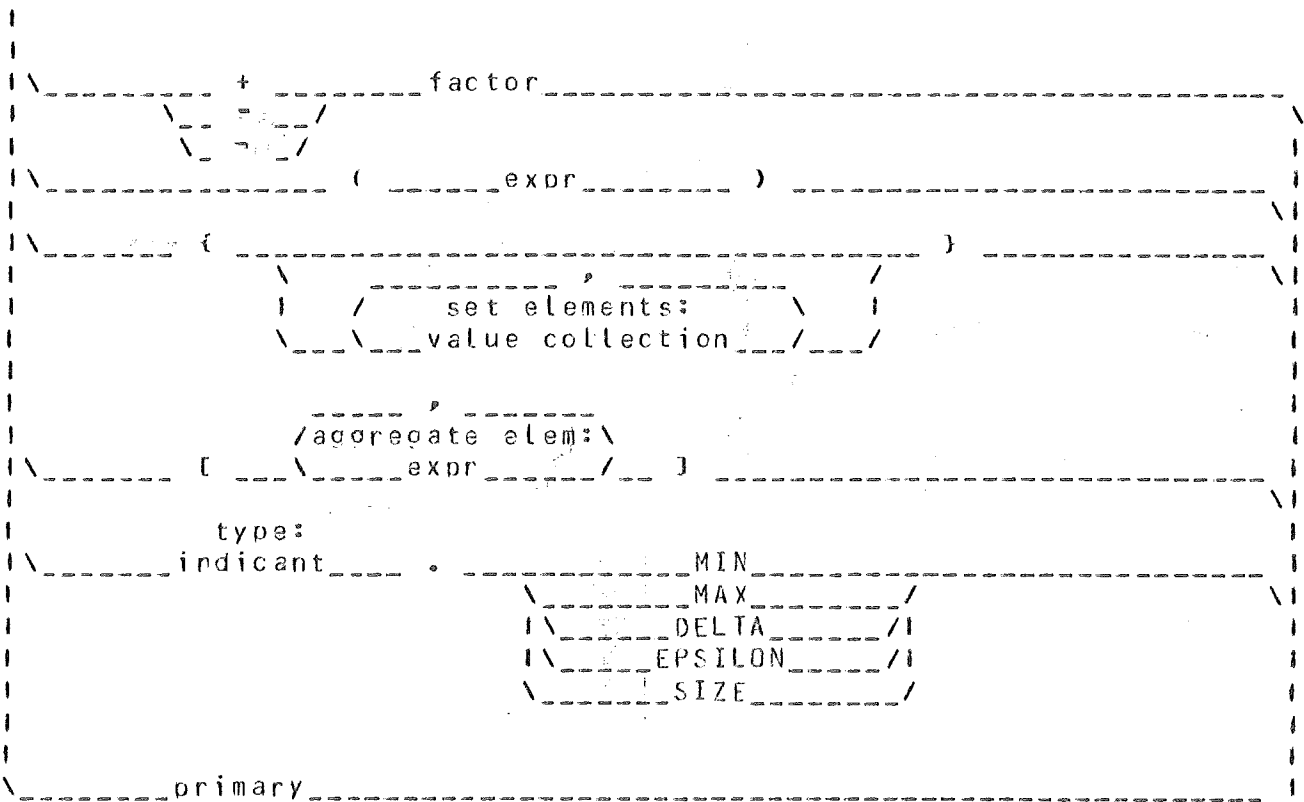 + factor
-
¬
( expr )
{ }
,
set elements:
value collection
,
aggregate elem:
[ expr ]
type:
indicant . MIN
MAX
DELTA
EPSILON
SIZE
primary